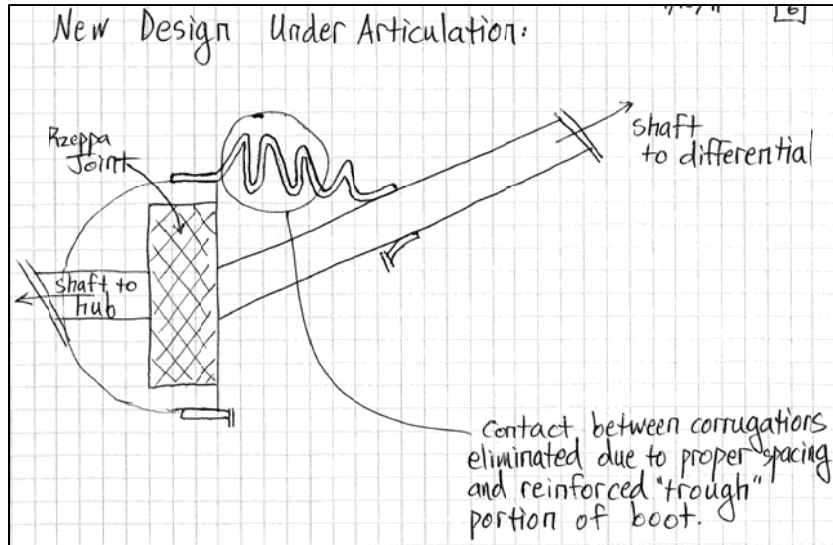 New Design Under Articulation:
6
Rzeppa
Joint
shaft
to differential
shaft to
hub
Contact between corrugations
eliminated due to proper spacing
and reinforced "trough"
portion of boot.